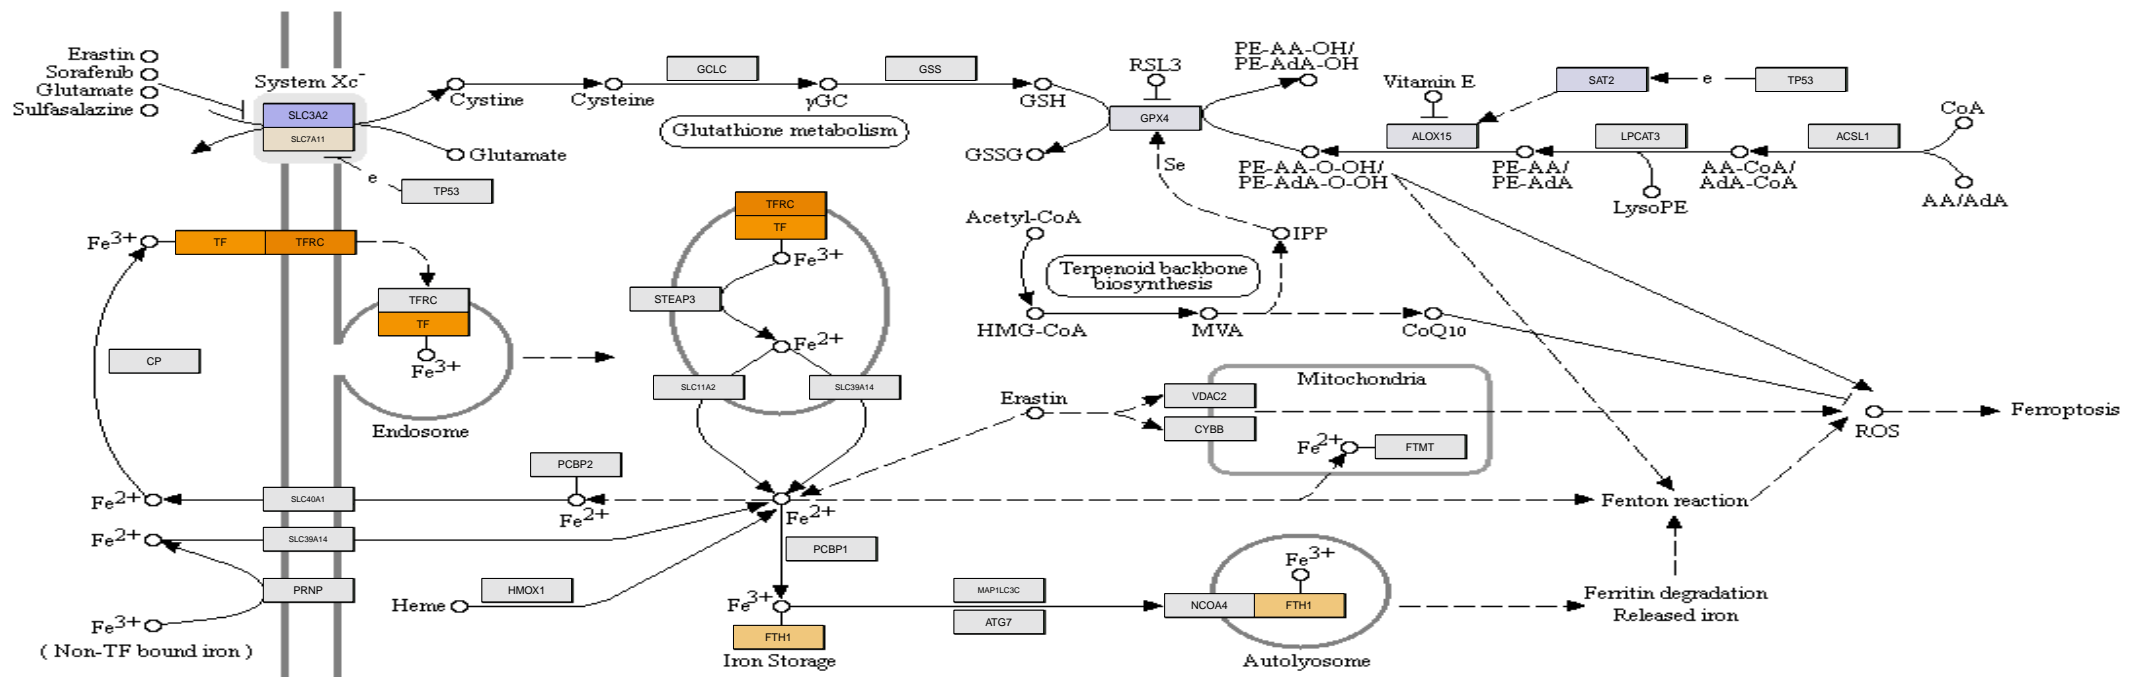 Erastin
Sorafenib
Glutamate
Sulfasalazine
System Xc-
SLC3A2
SLC7A11
e
TP53
Cystine
Glutamate
Cysteine
GCLC
γGC
GSS
GSH
GSSG
Glutathione metabolism
RSL3
GPX4
Se
PE-AA-OH/
PE-AdA-OH
Vitamin E
ALOX15
SAT2
e
TP53
PE-AA-O-OH/
PE-AdA-O-OH
PE-AA/
PE-AdA
LPCAT3
LysoPE
AA-CoA/
AdA-CoA
ACSL1
CoA
AA/AdA
Fe3+
TF
TFRC
TFRC
TF
Fe3+
Endosome
CP
TFRC
TF
Fe3+
STEAP3
Fe2+
SLC11A2
SLC39A14
Acetyl-CoA
HMG-CoA
Terpenoid backbone
biosynthesis
MVA
IPP
CoQ10
Erastin
VDAC2
CYBB
Mitochondria
Fe2+
FTMT
ROS
Ferroptosis
Fe2+
SLC40A1
PCBP2
Fe2+
Fe2+
Fenton reaction
Fe2+
SLC39A14
PRNP
Fe3+
( Non-TF bound iron )
Heme
HMOX1
PCBP1
Fe3+
FTH1
Iron Storage
MAP1LC3C
ATG7
NCOA4
FTH1
Fe3+
Autolyosome
Ferritin degradation
Released iron